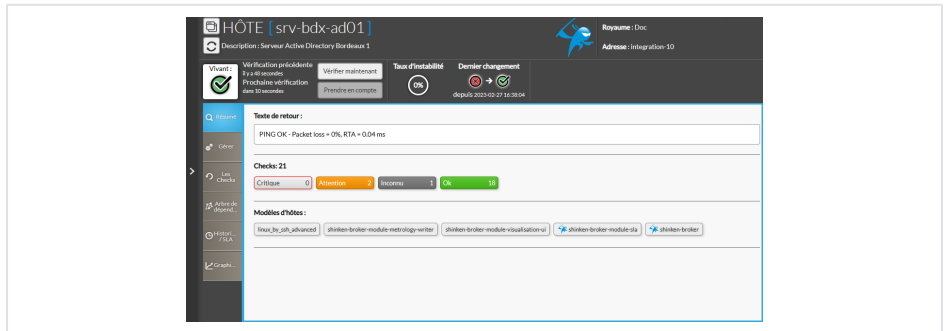 HÔTE [ srv-bdx-ad01 ]
Description : Serveur Active Directory Bordeaux 1
Royaume : Doc
Adresse : integration-10
Vivant :
Vérification précédente
Il y a 48 secondes
Prochaine vérification
dans 10 secondes
Vérifier maintenant
Prendre en compte
Taux d'instabilité
0%
Dernier changement
depuis 2023-02-27 16:38:04
Résumé
Gérer
Les Checks
Arbre de dépend...
Histori... / SLA
Graphi...
Texte de retour :
PING OK - Packet loss = 0%, RTA = 0.04 ms
Checks: 21
Critique 0 Attention 2 Inconnu 1 Ok 18
Modèles d'hôtes :
linux_by_ssh_advanced shinken-broker-module-metrology-writer shinken-broker-module-visualisation-ui shinken-broker-module-sla shinken-broker